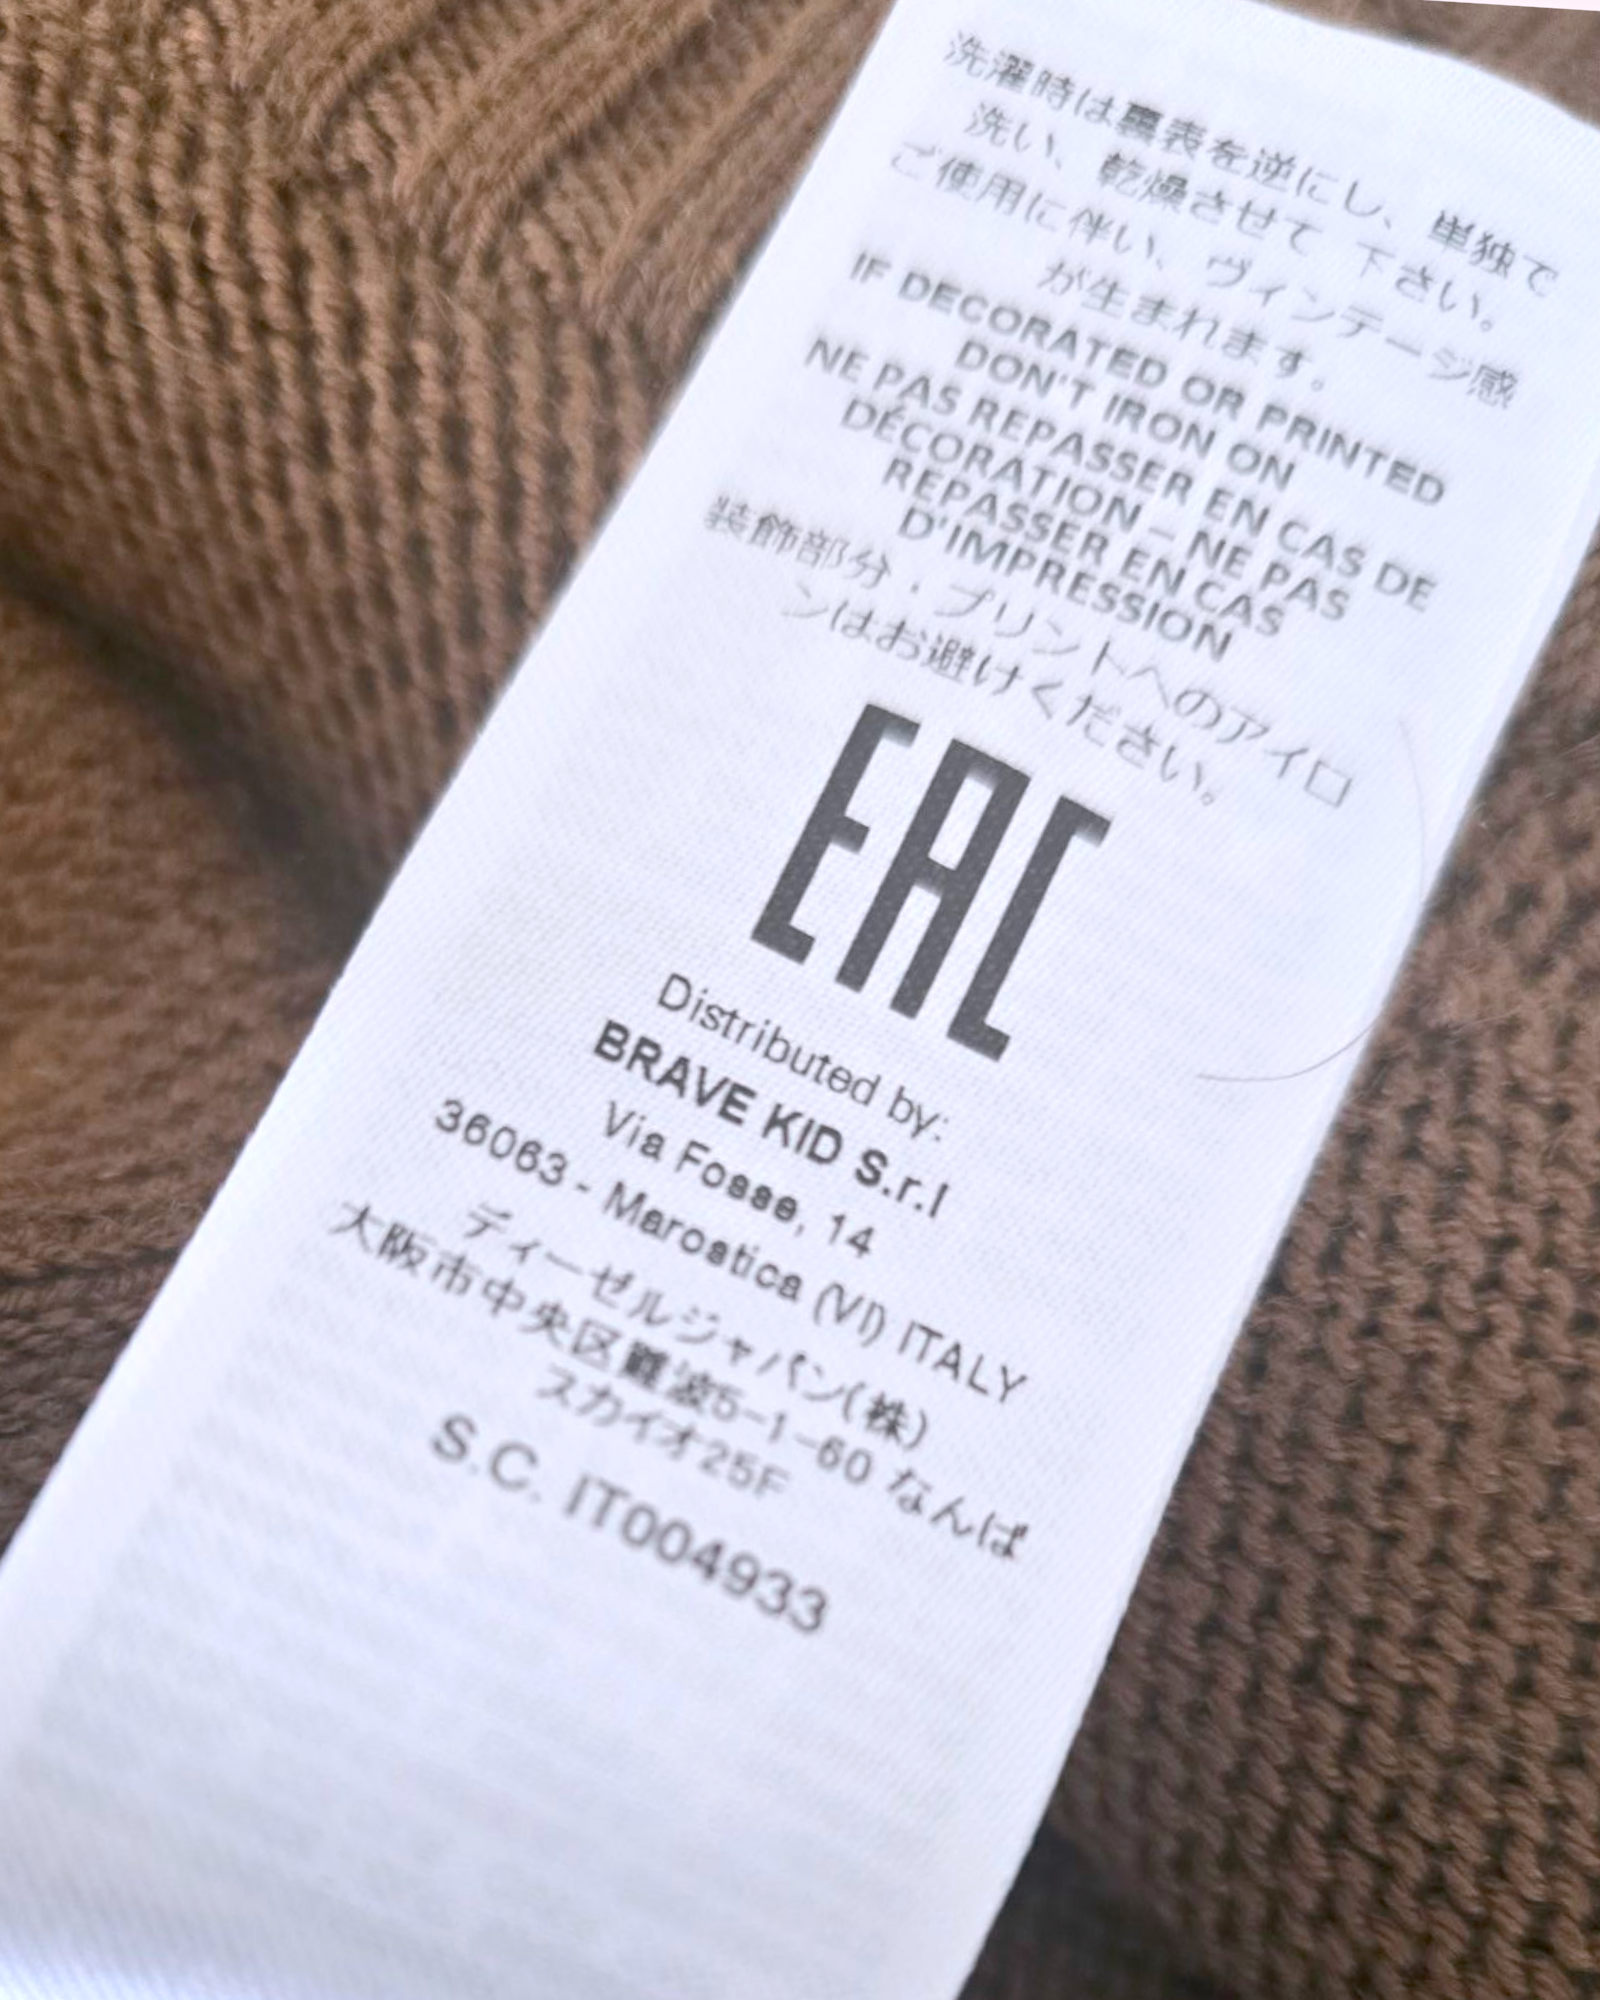 洗濯時は裏表を逆にし、単独で
洗い、乾燥させて 下さい。
ご使用に伴い、ヴィンテージ感
が生まれます。
IF DECORATED OR PRINTED
DON'T IRON ON
NE PAS REPASSER EN CAS DE
DÉCORATION – NE PAS
REPASSER EN CAS
D'IMPRESSION
装飾部分・プリントへのアイロ
ンはお避けください。
EAC
Distributed by:
BRAVE KID S.r.l
Via Fosse, 14
36063 - Marostica (VI) ITALY
ディーゼルジャパン(株)
大阪市中央区難波5-1-60 なんば
スカイオ25F
S.C. IT004933